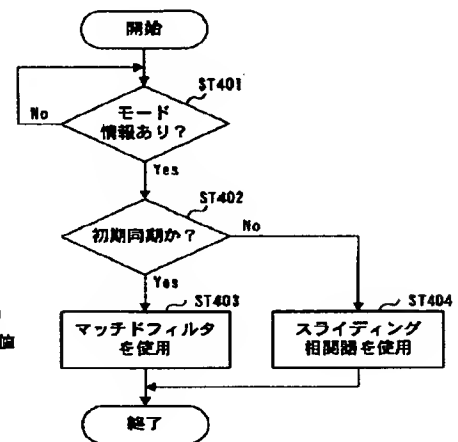 開始
ST401
モード
情報あり？
No
Yes
ST402
初期同期か？
No
Yes
ST403
マッチドフィルタ
を使用
ST404
スライディング
相関器を使用
値
終了